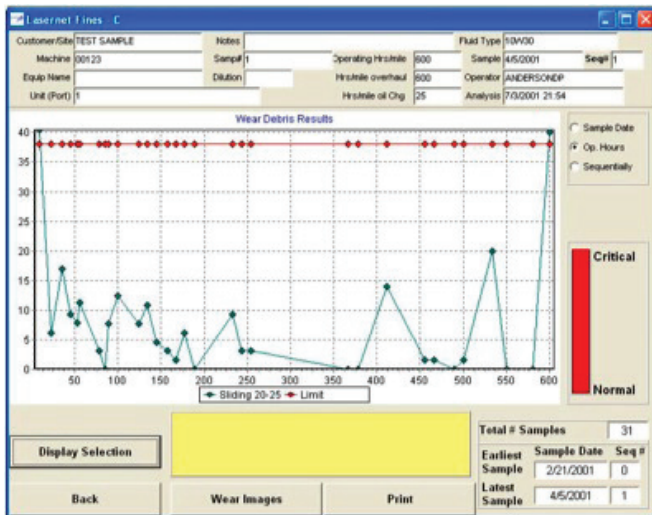 Lasernet Fines - C
Customer/Site TEST SAMPLE Notes Fluid Type 10W30
Machine 00123 Samp# 1 Operating Hrs/mile 600 Sample 4/5/2001 Seq# 1
Equip Name Dilution Hrs/mile overhaul 600 Operator ANDERSONDP
Unit (Port) 1 Hrs/mile oil Chg 25 Analysis 7/3/2001 21:54
Wear Debris Results
Sample Date
Op. Hours
Sequentially
40
35
30
25
20
15
10
5
0
50 100 150 200 250 300 350 400 450 500 550 600
Sliding 20-25 Limit
Critical
Normal
Display Selection
Back Wear Images Print
Total # Samples 31
Earliest Sample Sample Date Seq #
2/21/2001 0
Latest Sample 4/5/2001 1